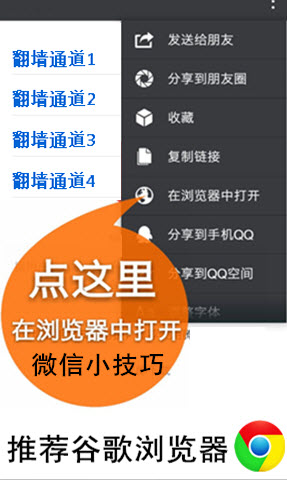 翻墙通道1
翻墙通道2
翻墙通道3
翻墙通道4
发送给朋友
分享到朋友圈
收藏
复制链接
在浏览器中打开
分享到手机QQ
分享到QQ空间
字体
点这里
在浏览器中打开
微信小技巧
推荐谷歌浏览器